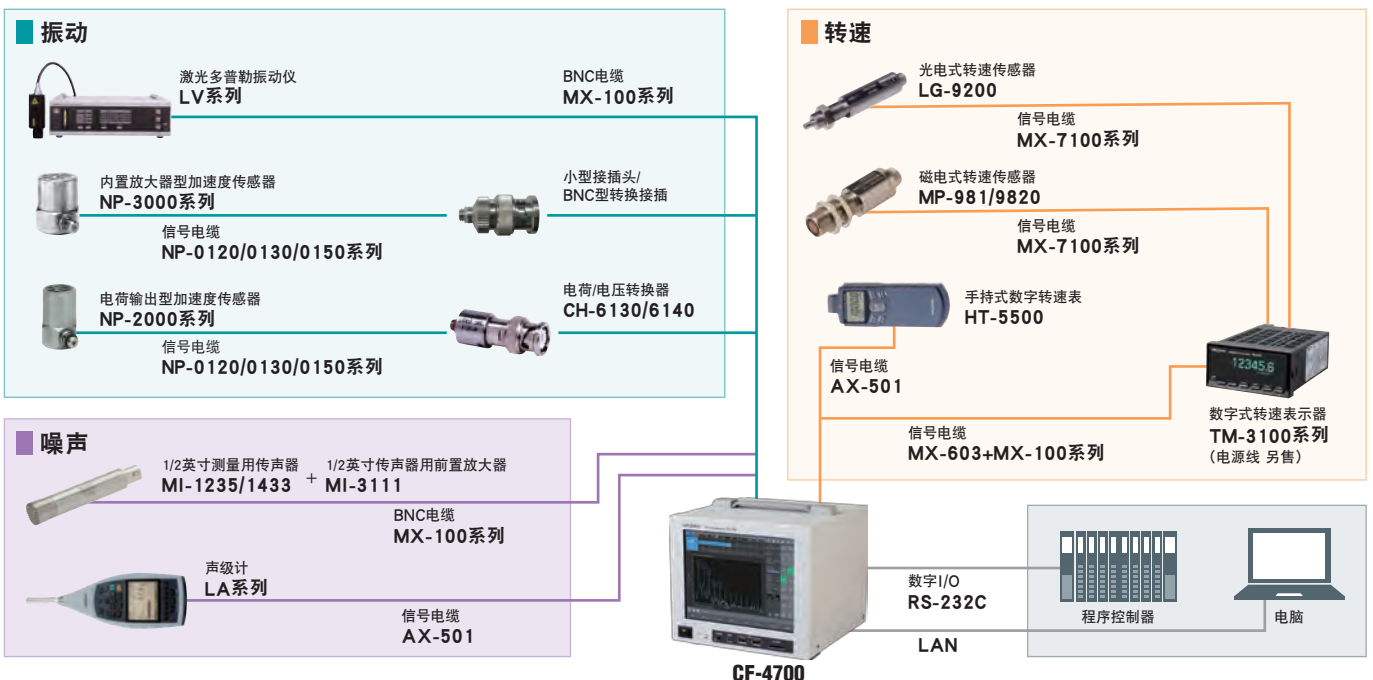 振动
激光多普勒振动仪
LV系列
BNC电缆
MX-100系列
内置放大器型加速度传感器
NP-3000系列
信号电缆
NP-0120/0130/0150系列
小型接插头/
BNC型转换接插
电荷输出型加速度传感器
NP-2000系列
信号电缆
NP-0120/0130/0150系列
电荷/电压转换器
CH-6130/6140
噪声
1/2英寸测量用传声器
MI-1235/1433
+
1/2英寸传声器用前置放大器
MI-3111
BNC电缆
MX-100系列
声级计
LA系列
信号电缆
AX-501
转速
光电式转速传感器
LG-9200
信号电缆
MX-7100系列
磁电式转速传感器
MP-981/9820
信号电缆
MX-7100系列
手持式数字转速表
HT-5500
信号电缆
AX-501
12345.6
数字式转速表示器
TM-3100系列
（电源线 另售）
信号电缆
MX-603+MX-100系列
CF-4700
数字I/O
RS-232C
LAN
程序控制器
电脑